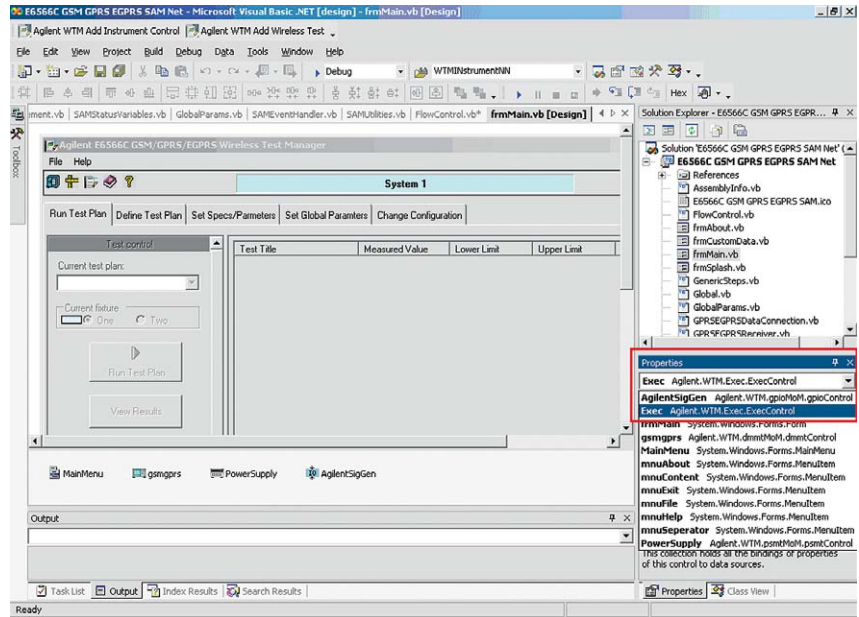 E6566C GSM GPRS EGPRS SAM Net - Microsoft Visual Basic .NET [design] - frmMain.vb [Design]
Agilent WTM Add Instrument Control Agilent WTM Add Wireless Test
File Edit View Project Build Debug Data Tools Window Help
Debug WTMINstrumentNN
Hex
ment.vb SAMStatusVariables.vb GlobalParams.vb SAMEventHandler.vb SAMUtilities.vb FlowControl.vb* frmMain.vb [Design]
Toolbox
Agilent E6566C GSM/GPRS/EGPRS Wireless Test Manager
File Help
System 1
Run Test Plan Define Test Plan Set Specs/Parmeters Set Global Paramters Change Configuration
Test control
Current test plan:
Current fixture
One Two
Run Test Plan
View Results
Test Title Measured Value Lower Limit Upper Limit
MainMenu gsmgprs PowerSupply AgilentSigGen
Output
Task List Output Index Results Search Results
Ready
Solution Explorer - E6566C GSM GPRS EGPR...
Solution 'E6566C GSM GPRS EGPRS SAM Net' (
E6566C GSM GPRS EGPRS SAM Net
References
AssemblyInfo.vb
E6566C GSM GPRS EGPRS SAM.ico
FlowControl.vb
frmAbout.vb
frmCustomData.vb
frmMain.vb
frmSplash.vb
GenericSteps.vb
Global.vb
GlobalParams.vb
GPRSEGPRSDataConnection.vb
GPRSEGPRSReceiver.vb
Properties
Exec Agilent.WTM.Exec.ExecControl
AgilentSigGen Agilent.WTM.gpioMoM.gpioControl
Exec Agilent.WTM.Exec.ExecControl
frmMain System.Windows.Forms.Form
gsmgprs Agilent.WTM.dmmtMoM.dmmtControl
MainMenu System.Windows.Forms.MainMenu
mnuAbout System.Windows.Forms.MenuItem
mnuContent System.Windows.Forms.MenuItem
mnuExit System.Windows.Forms.MenuItem
mnuFile System.Windows.Forms.MenuItem
mnuHelp System.Windows.Forms.MenuItem
mnuSeperator System.Windows.Forms.MenuItem
PowerSupply Agilent.WTM.psmtMoM.psmtControl
This collection holds all the bindings of properties
of this control to data sources.
Properties Class View